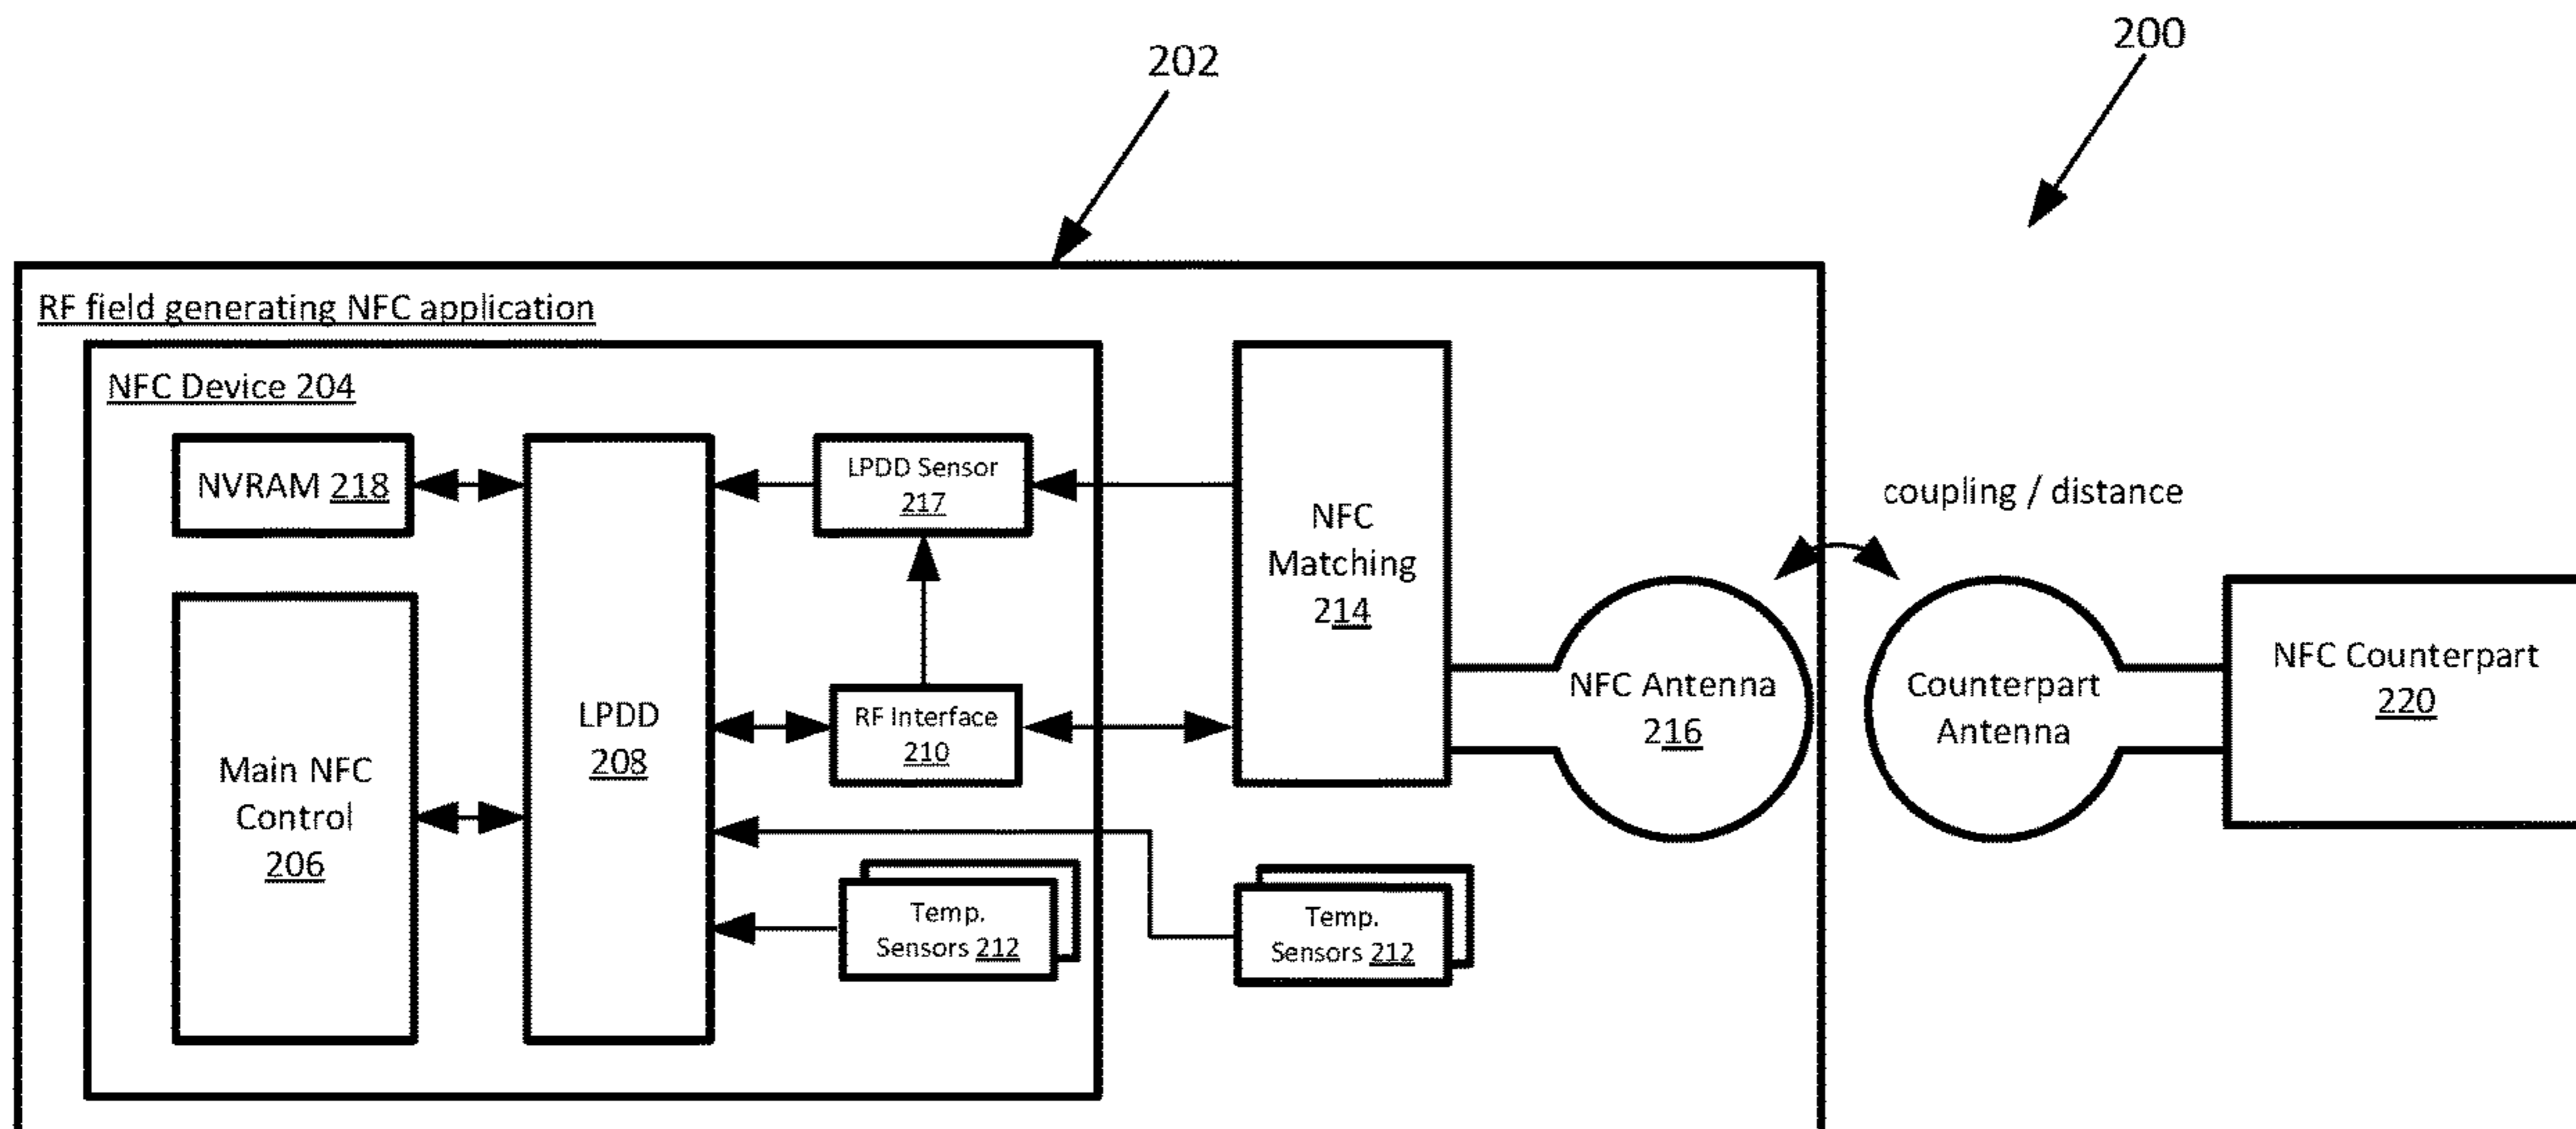 200
202
RF field generating NFC application
NFC Device 204
NVRAM 218
LPDD Sensor
217
LPDD
208
RF Interface
210
Main NFC
Control
206
Temp.
Sensors 212
NFC
Matching
214
Temp.
Sensors 212
NFC Antenna
216
coupling / distance
Counterpart
Antenna
NFC Counterpart
220